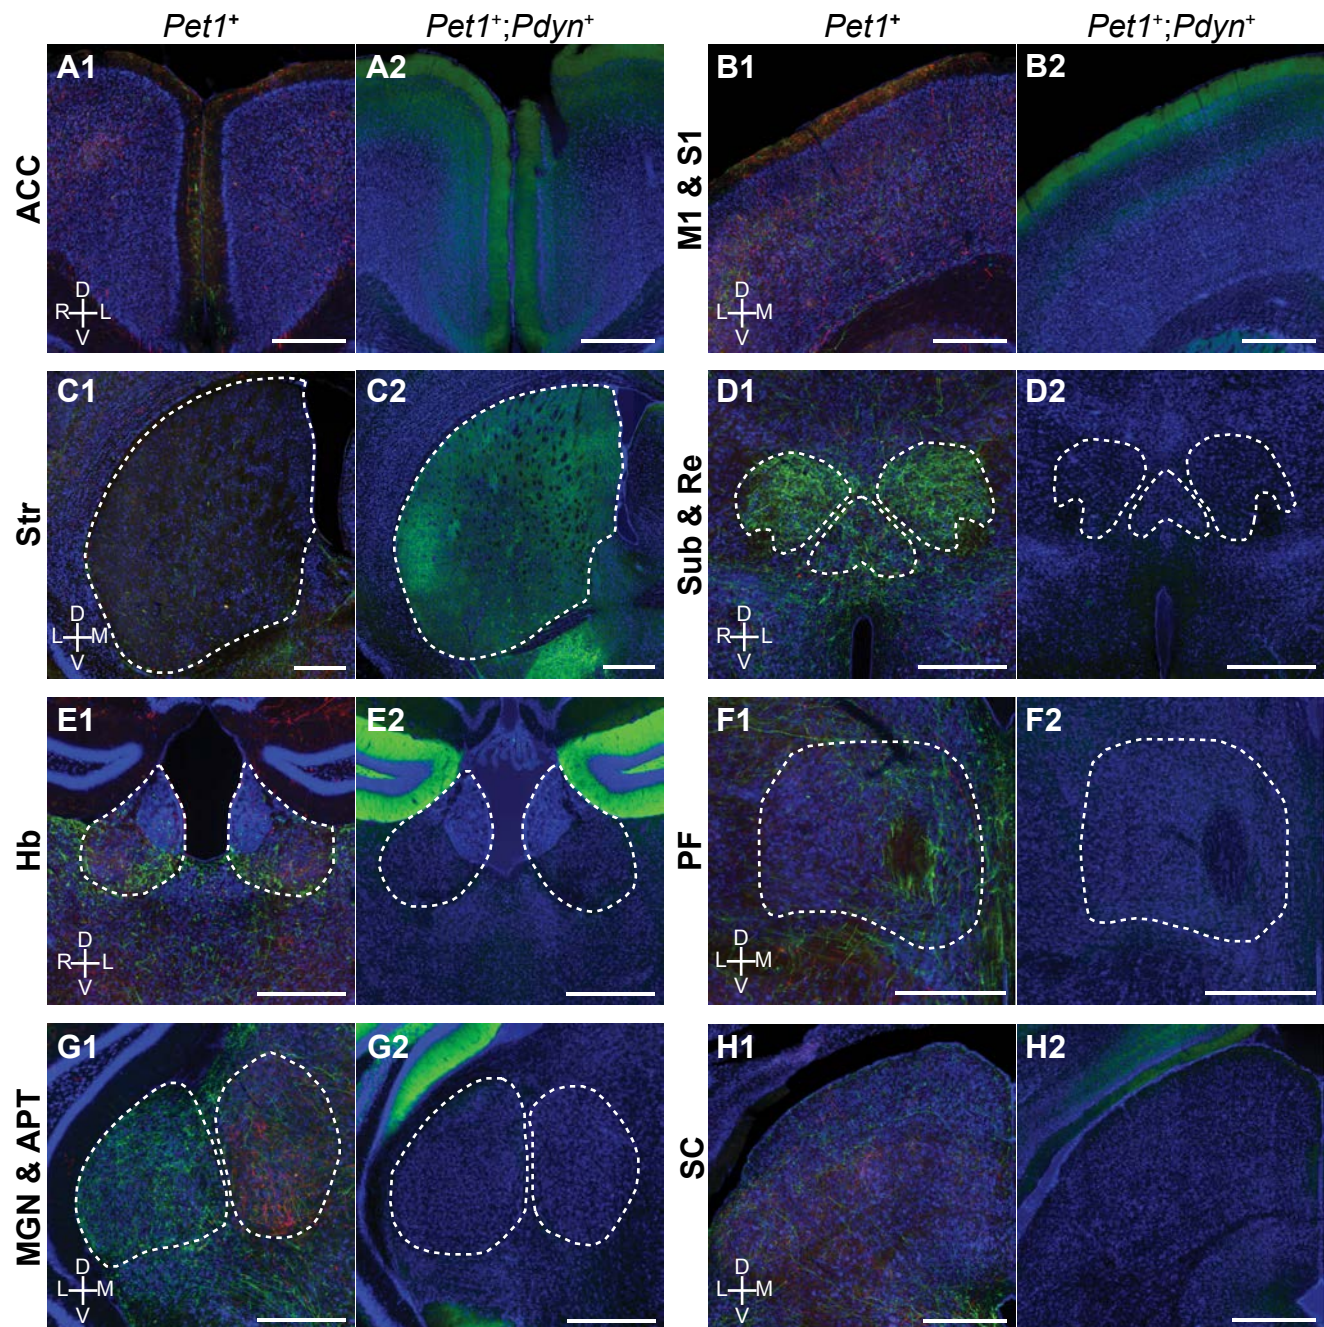 Pet1⁺ Pet1⁺;Pdyn⁺ Pet1⁺ Pet1⁺;Pdyn⁺
ACC
A1 A2
D
R L
V
M1 & S1
B1 B2
D
L M
V
Str
C1 C2
D
L M
V
Sub & Re
D1 D2
D
R L
V
Hb
E1 E2
D
R L
V
PF
F1 F2
D
L M
V
MGN & APT
G1 G2
D
L M
V
SC
H1 H2
D
L M
V